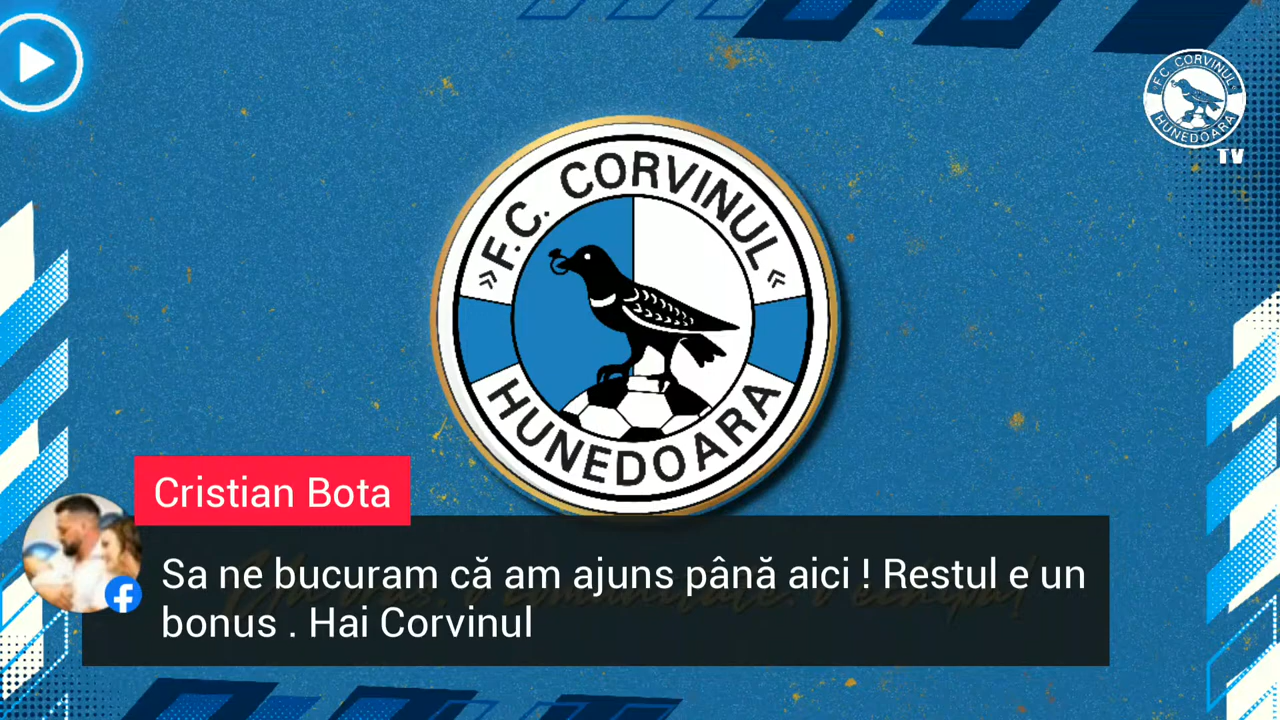 F.C. CORVINUL
HUNEDOARA
TV
» F.C. CORVINUL «
HUNEDOARA
Cristian Bota
Sa ne bucuram că am ajuns până aici ! Restul e un
bonus . Hai Corvinul